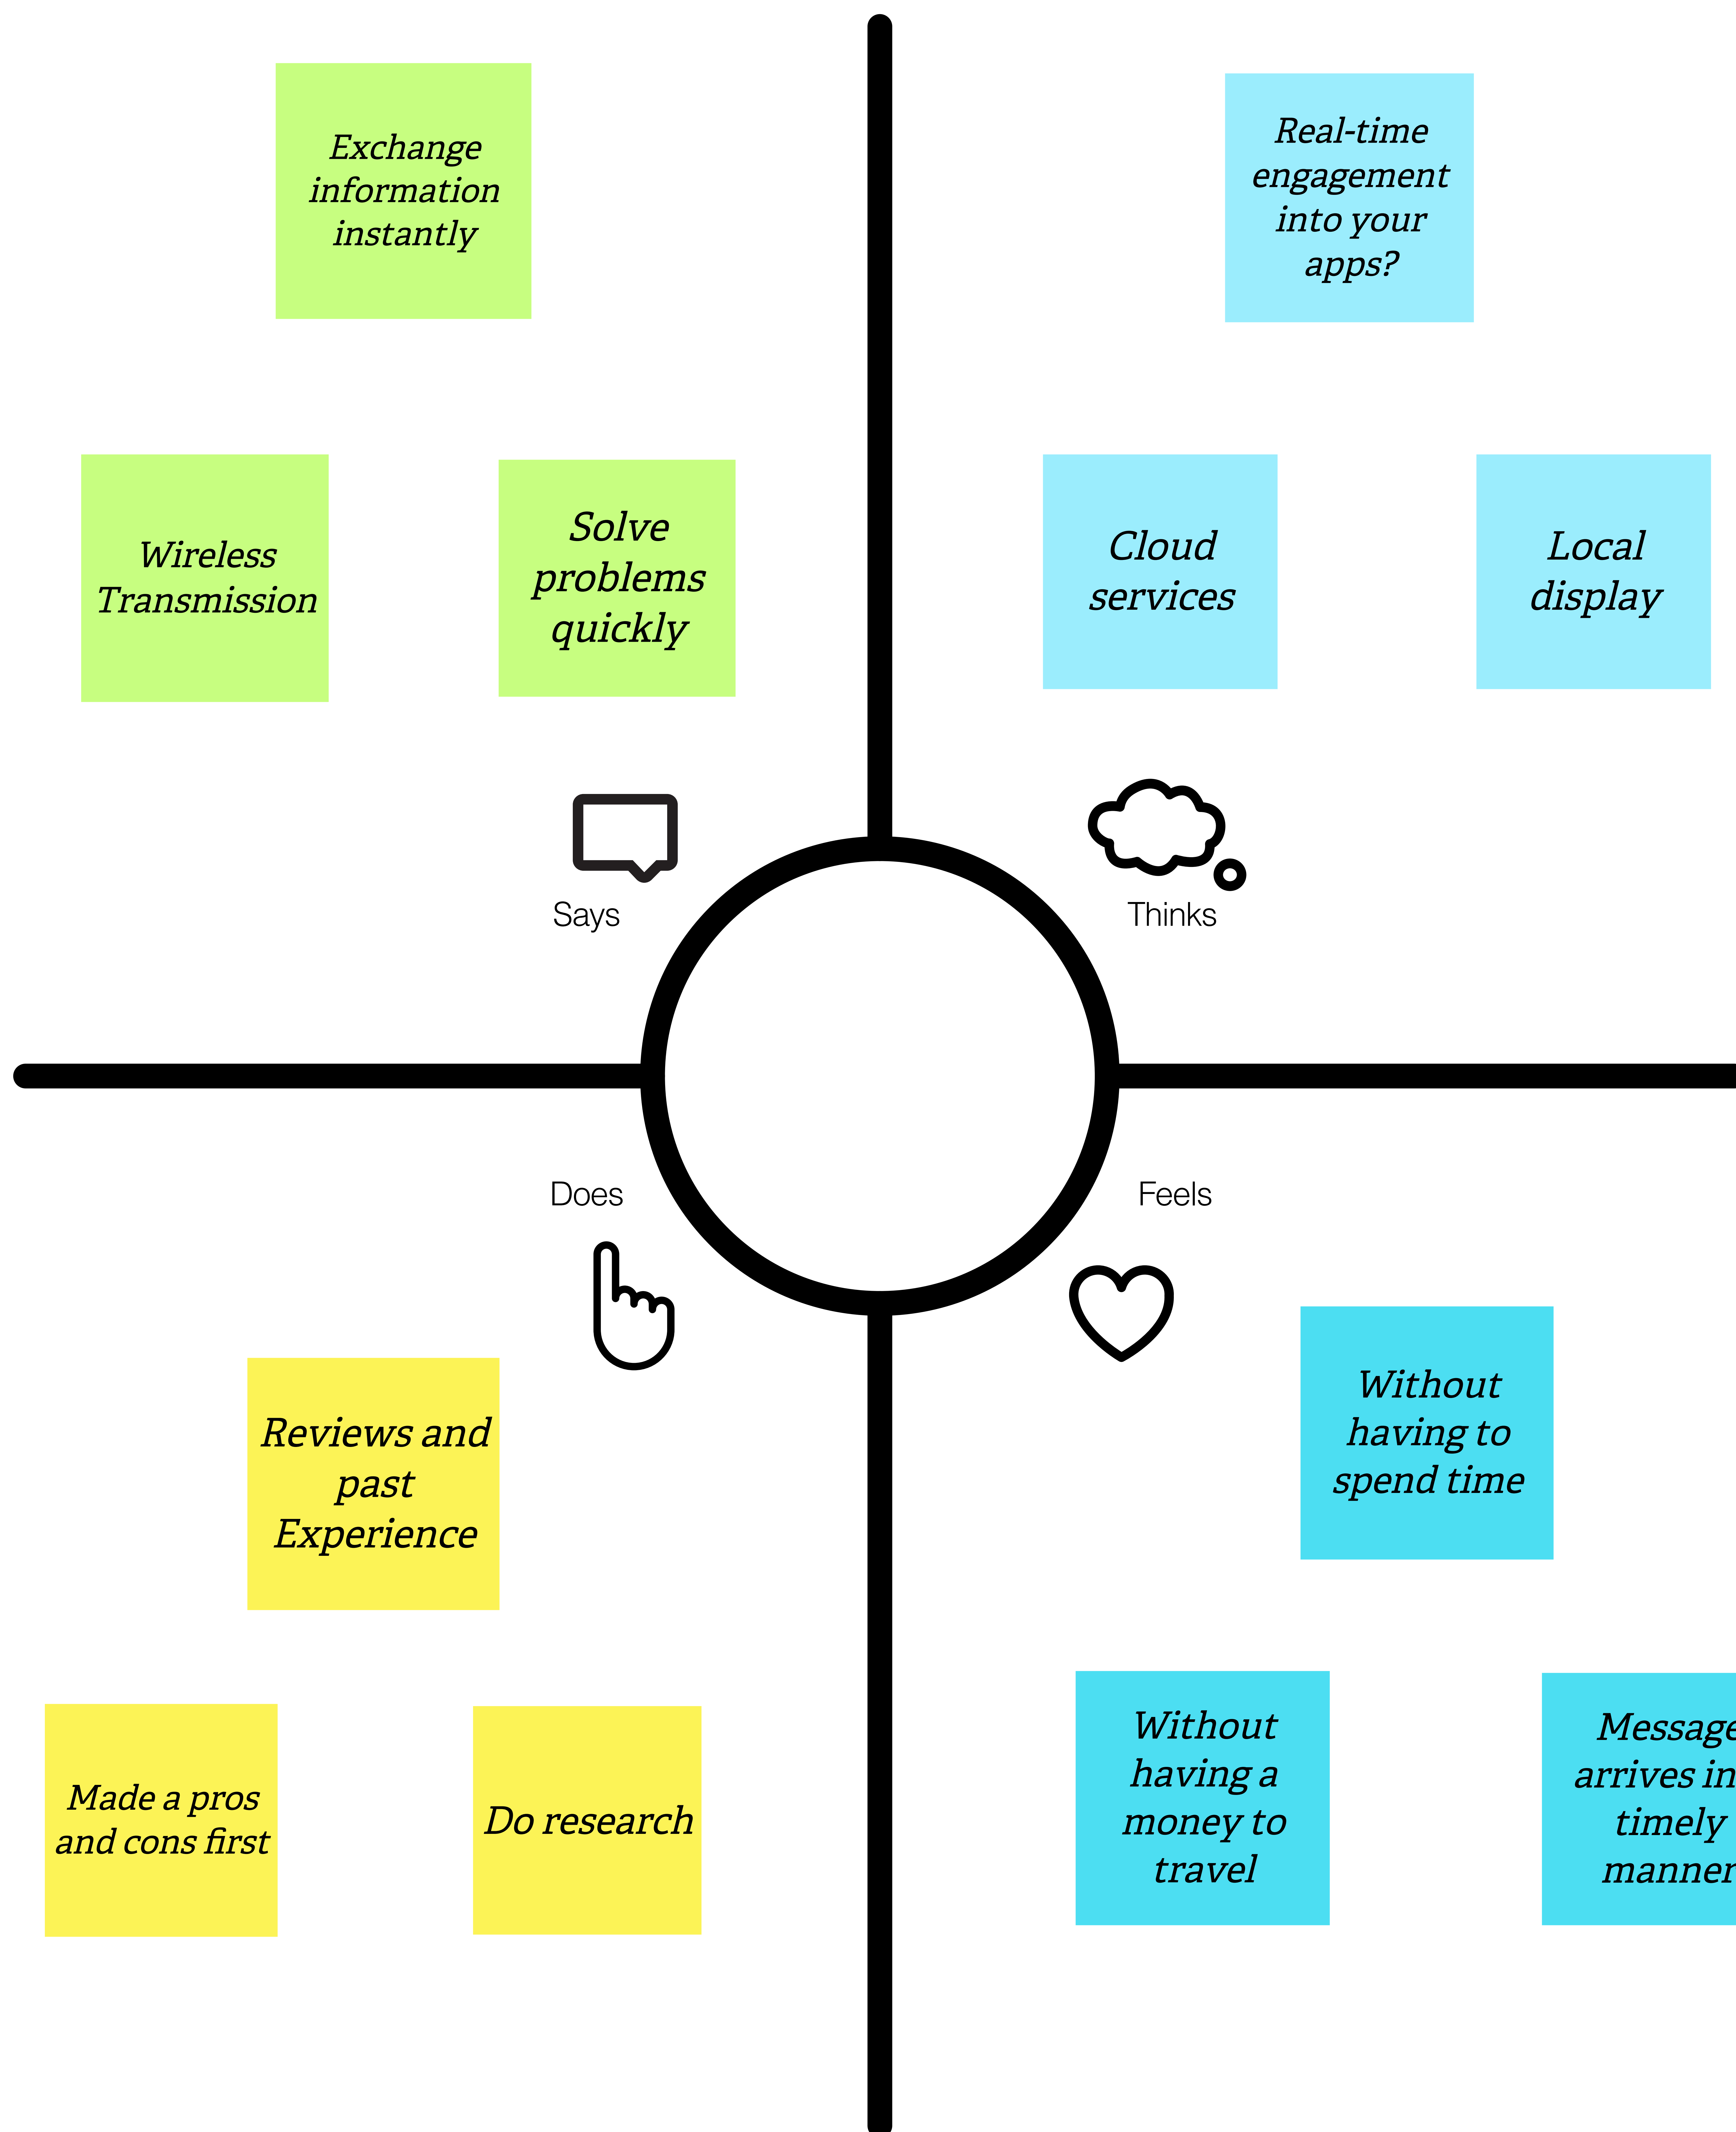 Exchange
information
instantly
Wireless
Transmission
Solve
problems
quickly
Says
Real-time
engagement
into your
apps?
Cloud
services
Local
display
Thinks
Does
Reviews and
past
Experience
Made a pros
and cons first
Do research
Feels
Without
having to
spend time
Without
having a
money to
travel
Message
arrives in
timely
manner